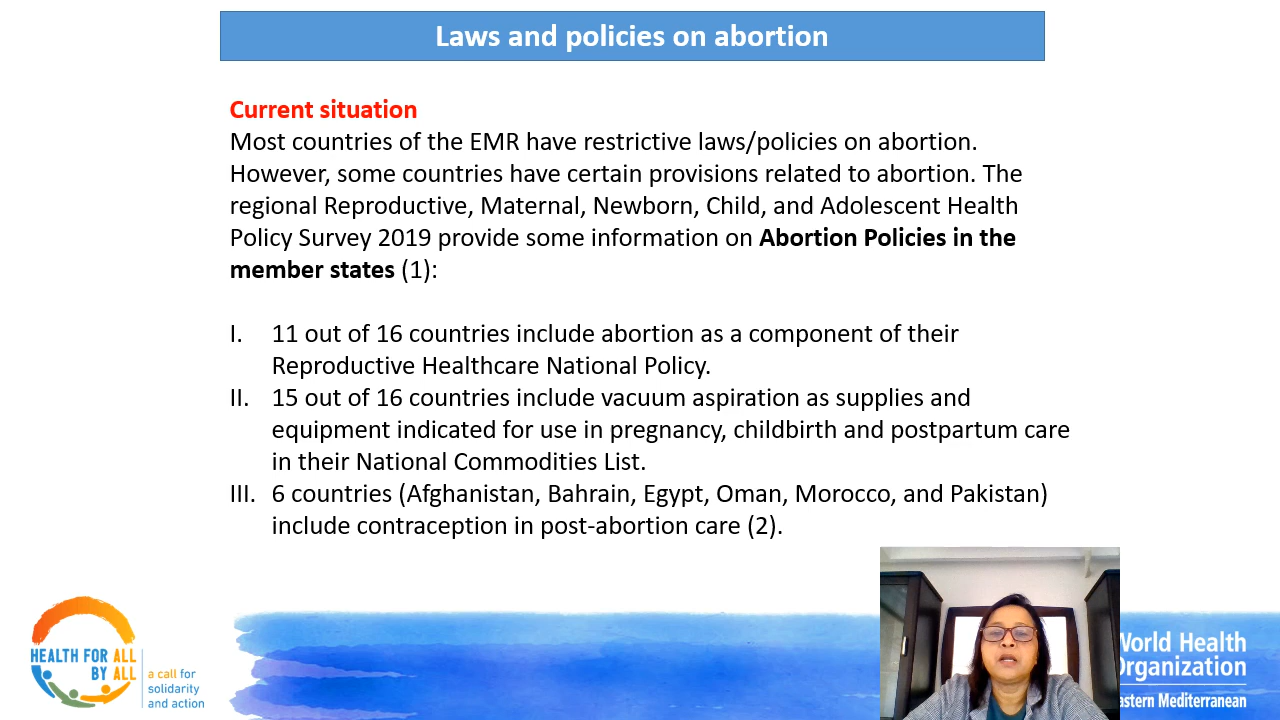 Laws and policies on abortion
Current situation
Most countries of the EMR have restrictive laws/policies on abortion.
However, some countries have certain provisions related to abortion. The
regional Reproductive, Maternal, Newborn, Child, and Adolescent Health
Policy Survey 2019 provide some information on Abortion Policies in the
member states (1):
I. 11 out of 16 countries include abortion as a component of their
Reproductive Healthcare National Policy.
II. 15 out of 16 countries include vacuum aspiration as supplies and
equipment indicated for use in pregnancy, childbirth and postpartum care
in their National Commodities List.
III. 6 countries (Afghanistan, Bahrain, Egypt, Oman, Morocco, and Pakistan)
include contraception in post-abortion care (2).
HEALTH FOR ALL
BY ALL
a call for
solidarity
and action
World Health
Organization
astern Mediterranean